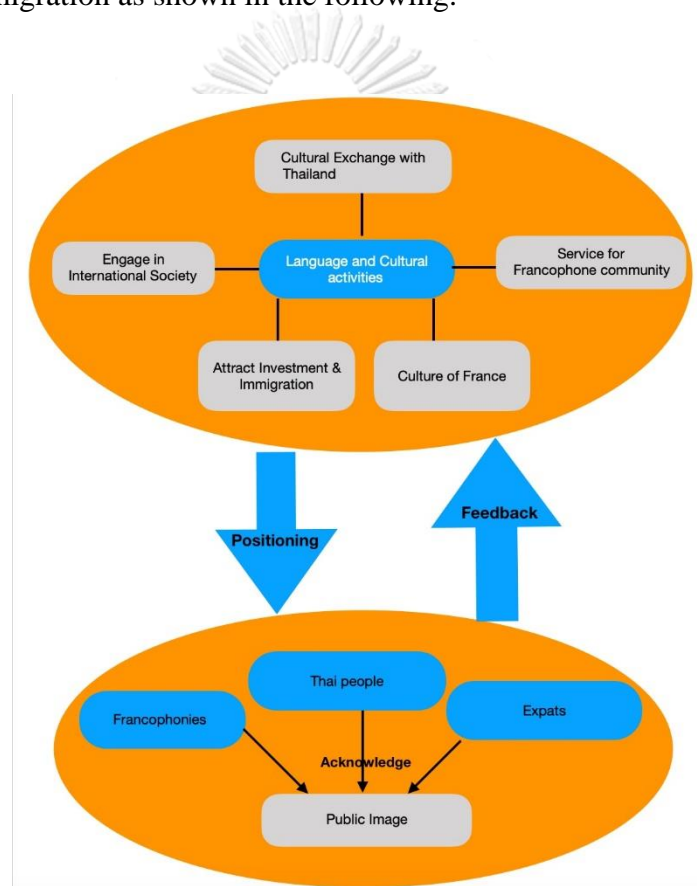 migration as shown in the following:
Cultural Exchange with
Thailand
Engage in
International Society
Language and Cultural
activities
Service for
Francophone community
Attract Investment &
Immigration
Culture of France
Positioning
Feedback
Francophonies
Thai people
Expats
Acknowledge
Public Image